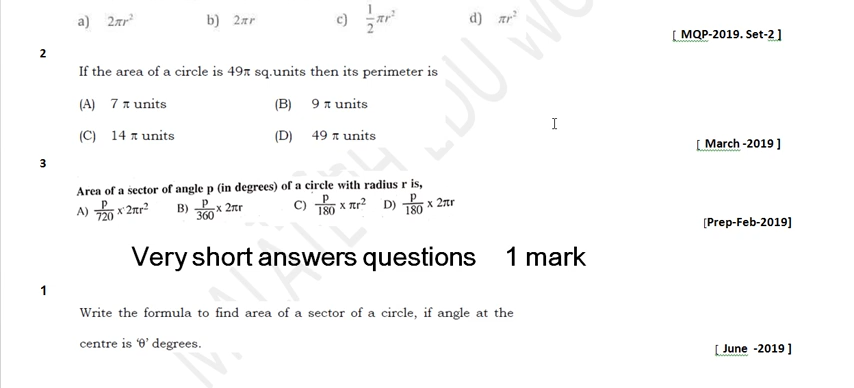 a) 2πr² b) 2πr c) 1/2 πr² d) πr²
[ MQP-2019. Set-2 ]
2
If the area of a circle is 49π sq.units then its perimeter is
(A) 7 π units (B) 9 π units
(C) 14 π units (D) 49 π units
[ March -2019 ]
3
Area of a sector of angle p (in degrees) of a circle with radius r is,
A) p/720 x 2πr² B) p/360 x 2πr C) p/180 x πr² D) p/180 x 2πr
[Prep-Feb-2019]
Very short answers questions 1 mark
1
Write the formula to find area of a sector of a circle, if angle at the
centre is 'θ' degrees.
[ June -2019 ]